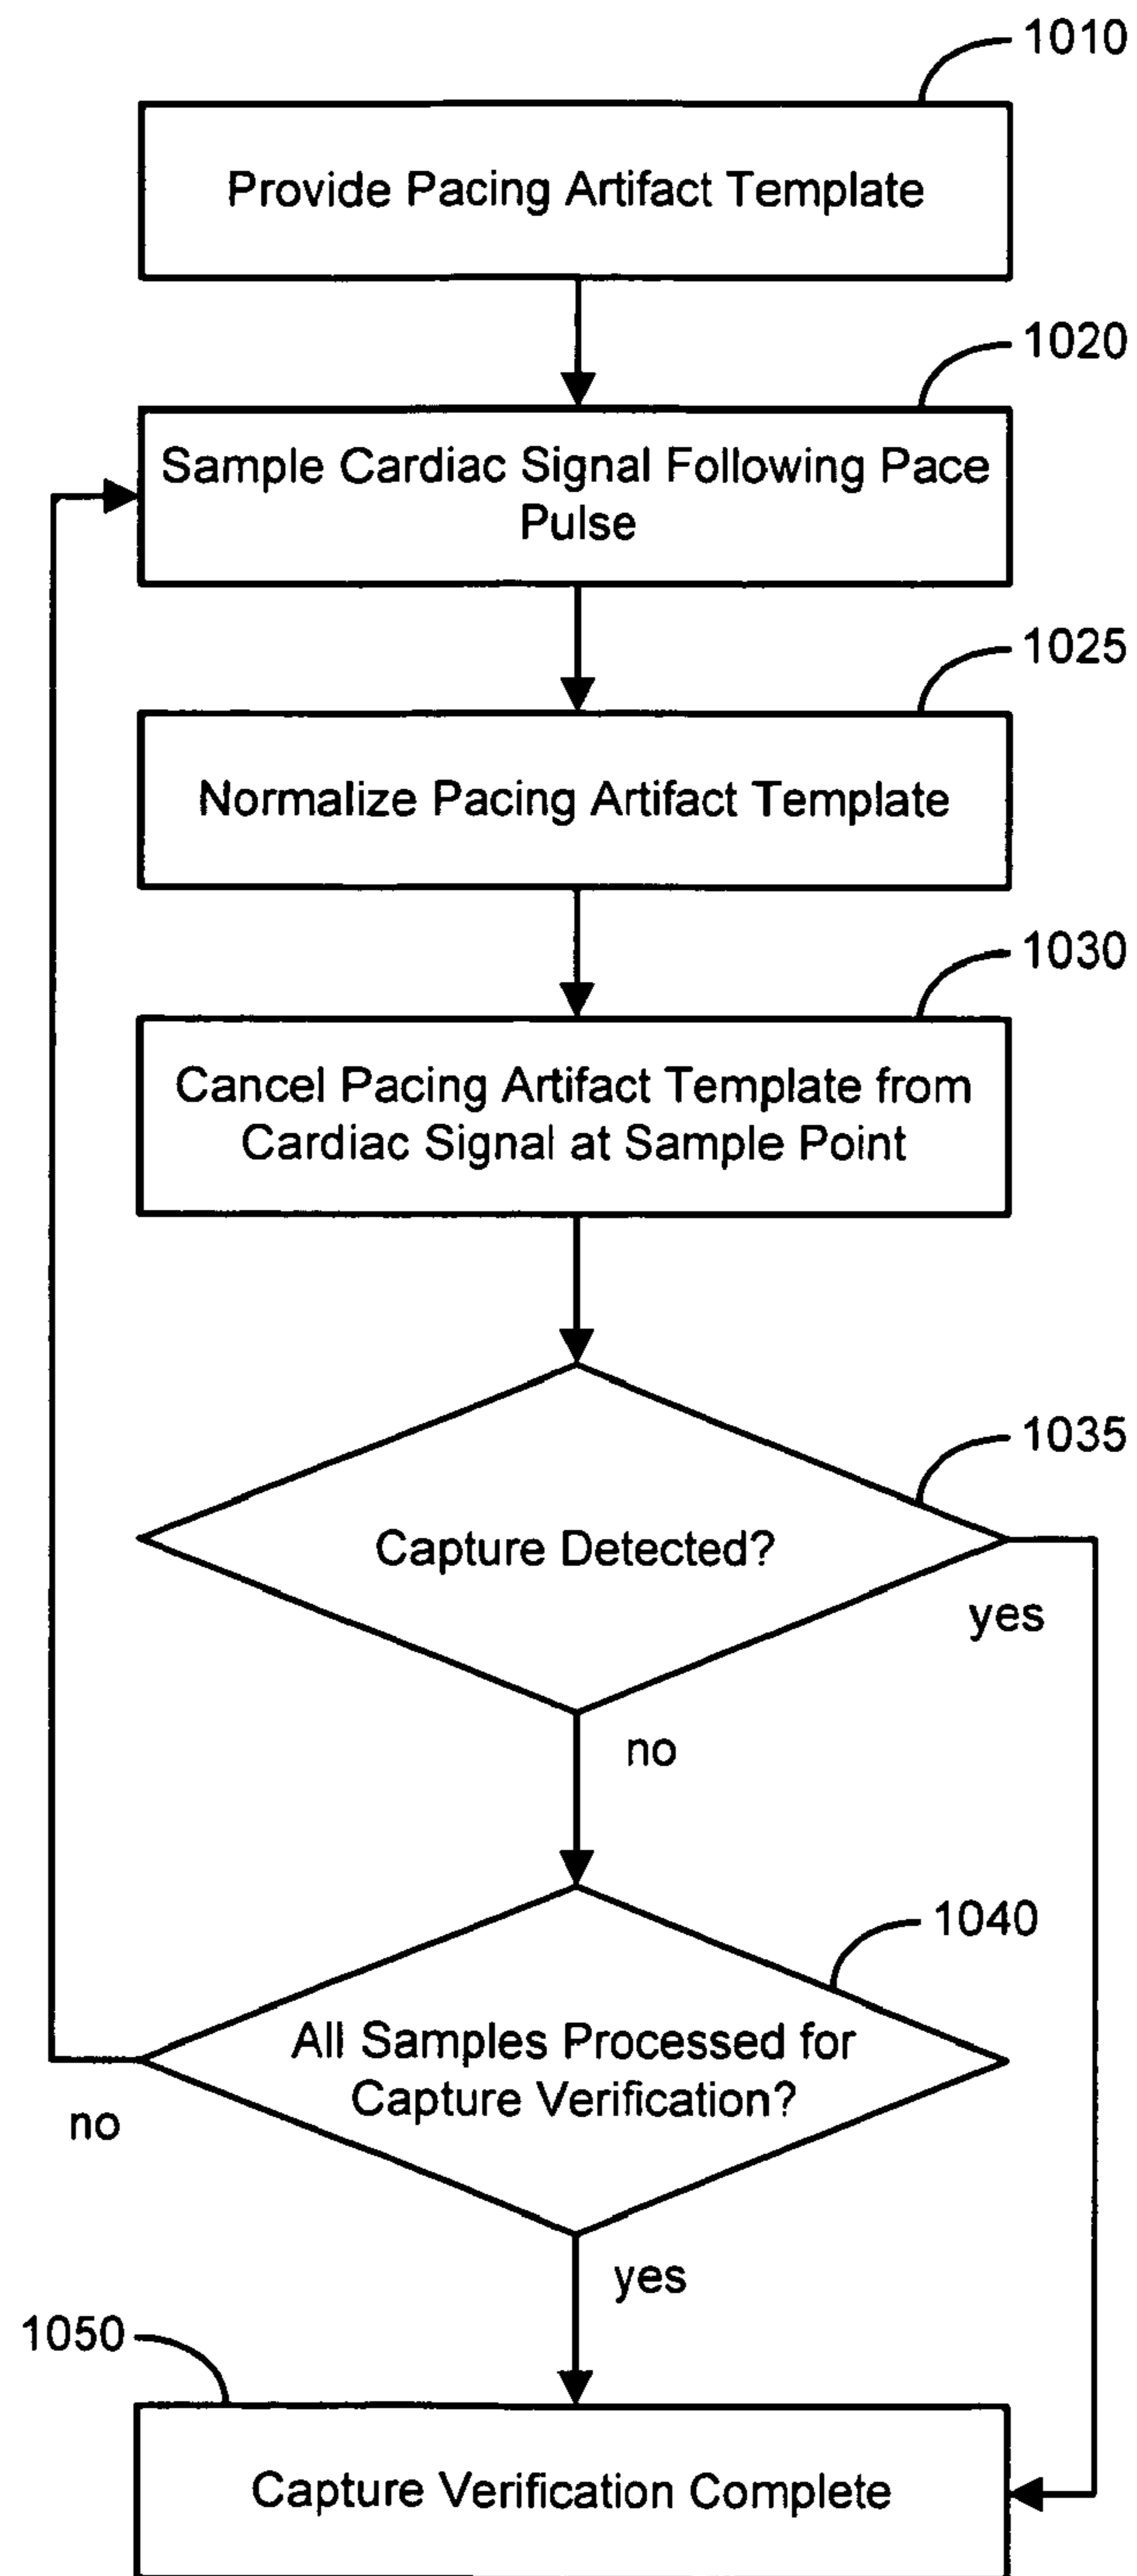 1010
Provide Pacing Artifact Template
1020
Sample Cardiac Signal Following Pace
Pulse
1025
Normalize Pacing Artifact Template
1030
Cancel Pacing Artifact Template from
Cardiac Signal at Sample Point
1035
Capture Detected?
yes
no
1040
All Samples Processed for
Capture Verification?
no
yes
1050
Capture Verification Complete